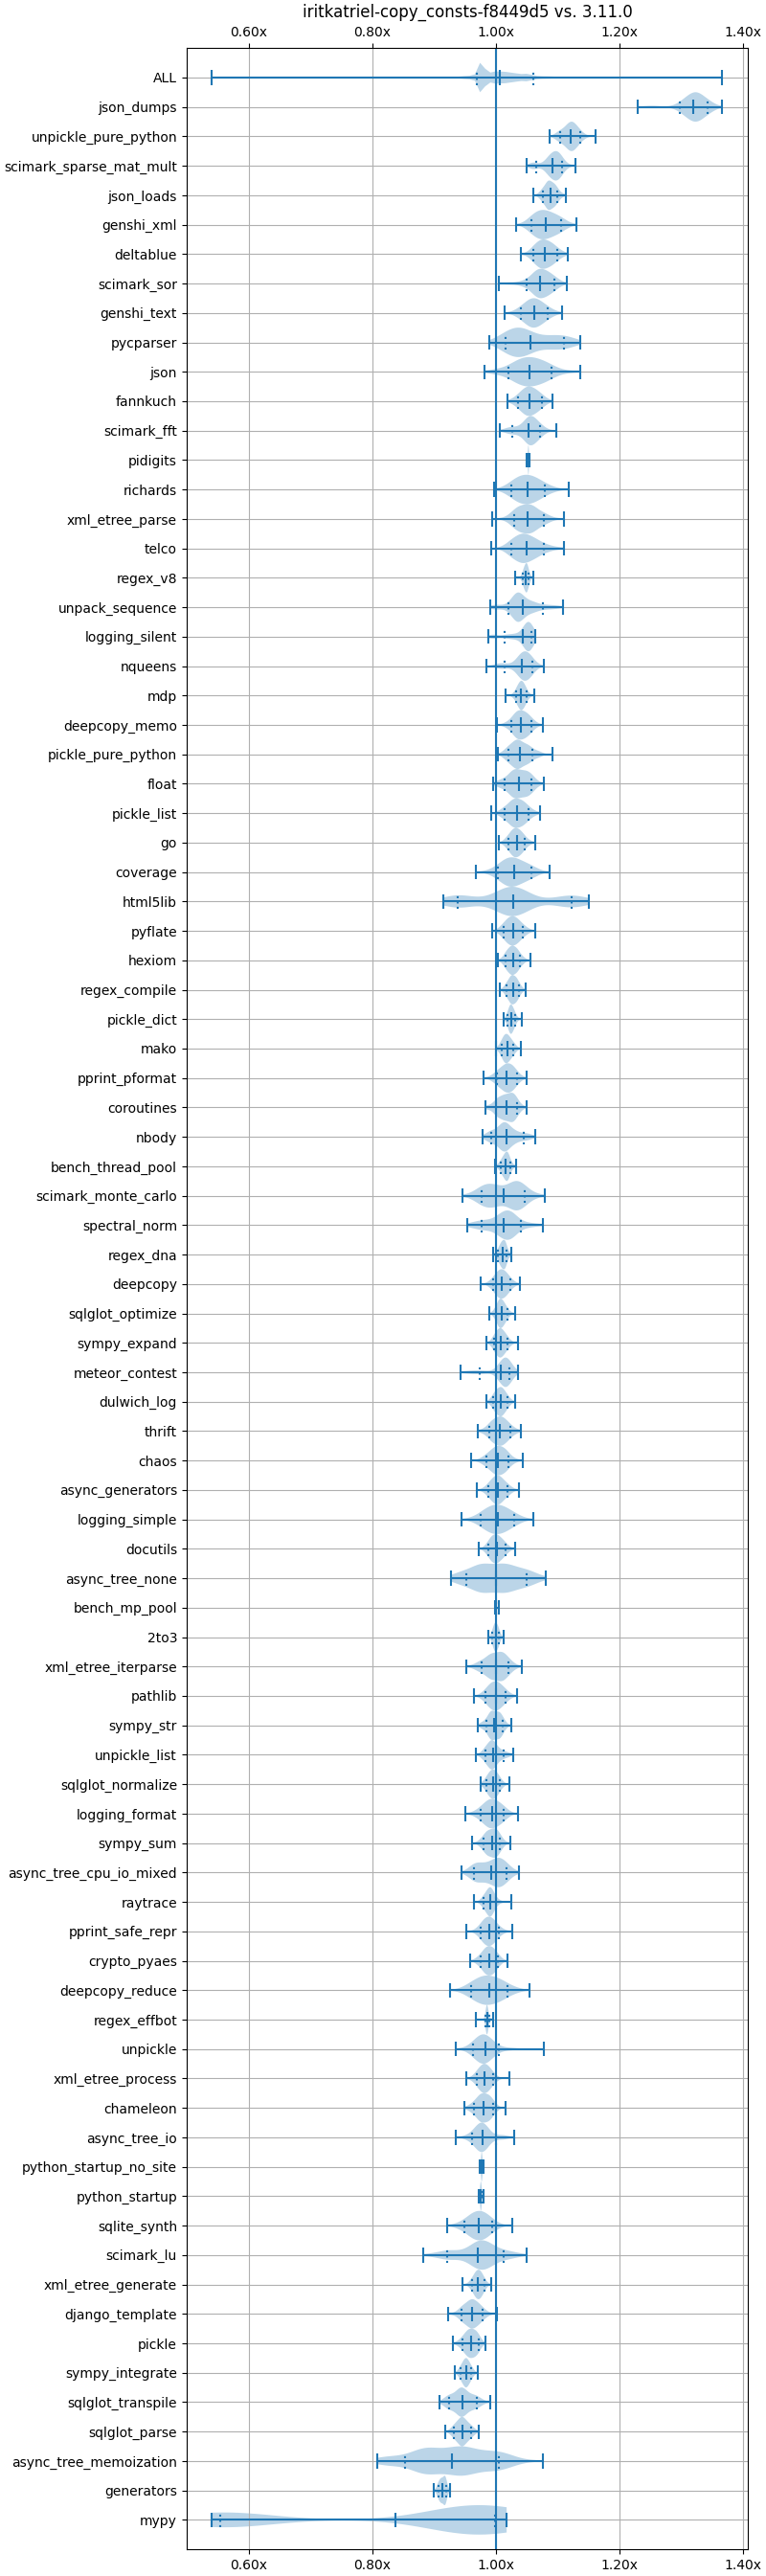 iritkatriel-copy_consts-f8449d5 vs. 3.11.0
0.60x 0.80x 1.00x 1.20x 1.40x
ALL
json_dumps
unpickle_pure_python
scimark_sparse_mat_mult
json_loads
genshi_xml
deltablue
scimark_sor
genshi_text
pycparser
json
fannkuch
scimark_fft
pidigits
richards
xml_etree_parse
telco
regex_v8
unpack_sequence
logging_silent
nqueens
mdp
deepcopy_memo
pickle_pure_python
float
pickle_list
go
coverage
html5lib
pyflate
hexiom
regex_compile
pickle_dict
mako
pprint_pformat
coroutines
nbody
bench_thread_pool
scimark_monte_carlo
spectral_norm
regex_dna
deepcopy
sqlglot_optimize
sympy_expand
meteor_contest
dulwich_log
thrift
chaos
async_generators
logging_simple
docutils
async_tree_none
bench_mp_pool
2to3
xml_etree_iterparse
pathlib
sympy_str
unpickle_list
sqlglot_normalize
logging_format
sympy_sum
async_tree_cpu_io_mixed
raytrace
pprint_safe_repr
crypto_pyaes
deepcopy_reduce
regex_effbot
unpickle
xml_etree_process
chameleon
async_tree_io
python_startup_no_site
python_startup
sqlite_synth
scimark_lu
xml_etree_generate
django_template
pickle
sympy_integrate
sqlglot_transpile
sqlglot_parse
async_tree_memoization
generators
mypy
0.60x 0.80x 1.00x 1.20x 1.40x